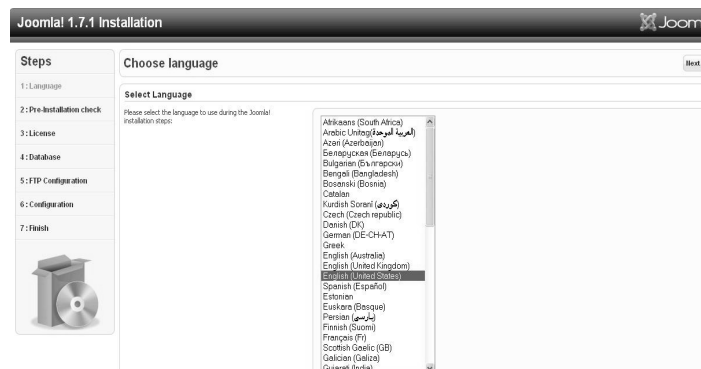 Joomla! 1.7.1 Installation
Joom
Steps
1 : Language
2 : Pre-Installation check
3 : License
4 : Database
5 : FTP Configuration
6 : Configuration
7 : Finish
Choose language
Next
Select Language
Please select the language to use during the Joomla!
installation steps:
Afrikaans (South Africa)
Arabic Unitag(العربية الموحدة)
Azeri (Azerbaijan)
Беларуская (Беларусь)
Bulgarian (Български)
Bengali (Bangladesh)
Bosanski (Bosnia)
Catalan
Kurdish Soranî (كوردی)
Czech (Czech republic)
Danish (DK)
German (DE-CH-AT)
Greek
English (Australia)
English (United Kingdom)
English (United States)
Spanish (Español)
Estonian
Euskara (Basque)
Persian (پارسی)
Finnish (Suomi)
Français (Fr)
Scottish Gaelic (GB)
Galician (Galiza)
Gujarati (India)